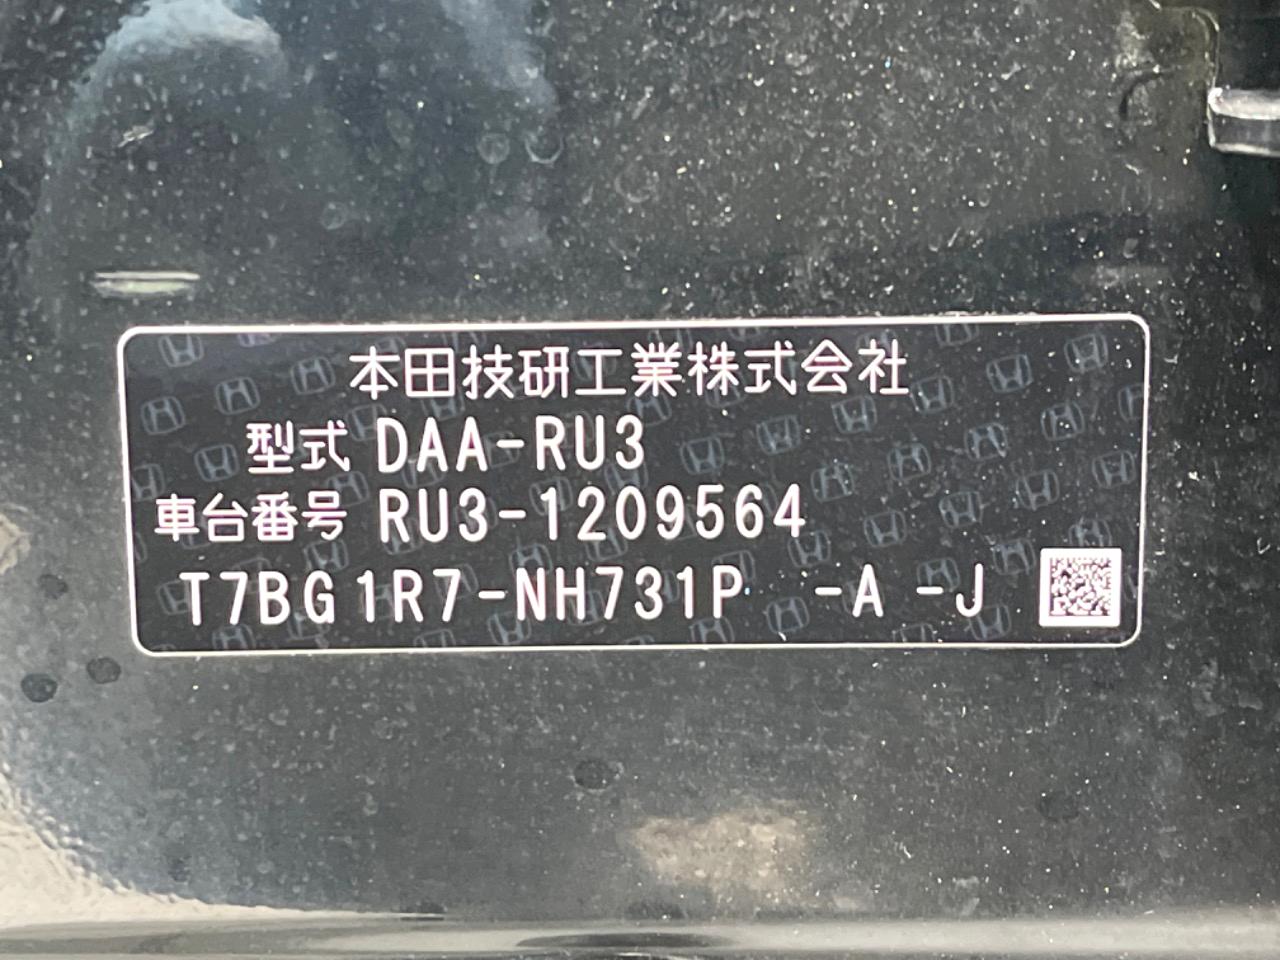 本田技研工業株式会社
型式 DAA-RU3
車台番号 RU3-1209564
T7BG1R7-NH731P -A -J